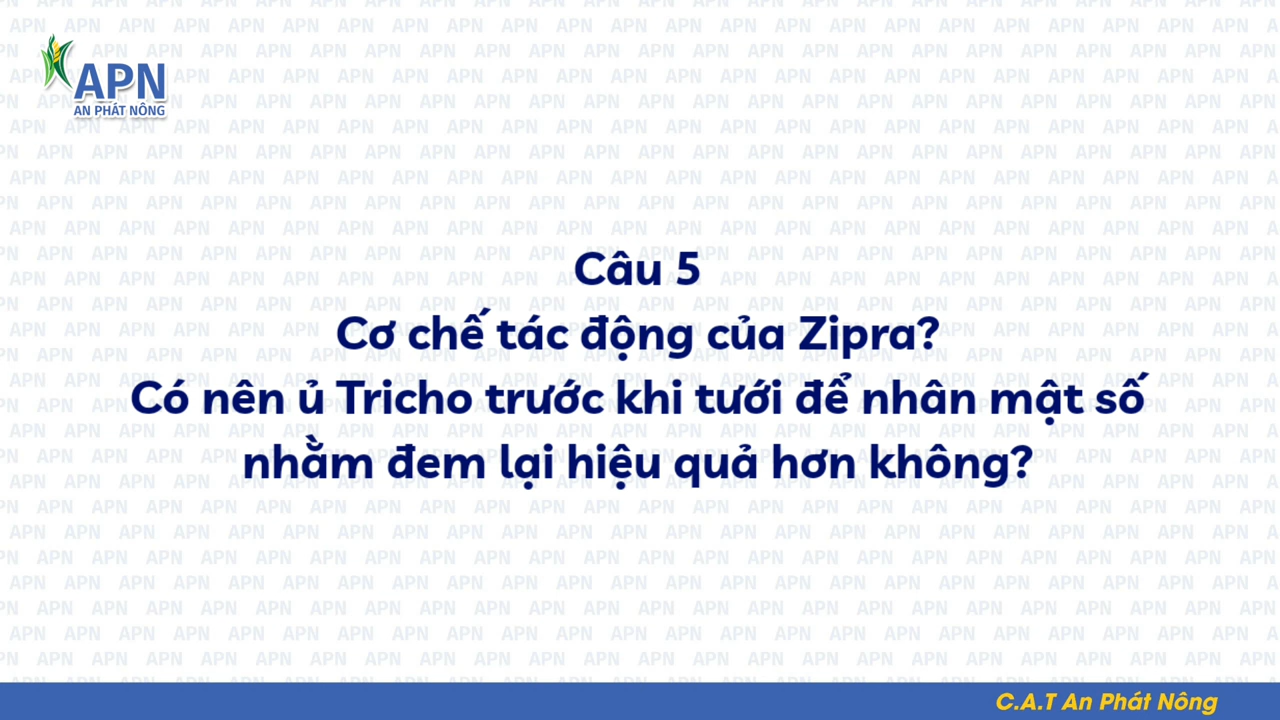 APN
AN PHÁT NÔNG
Câu 5
Cơ chế tác động của Zipra?
Có nên ủ Tricho trước khi tưới để nhân mật số
nhằm đem lại hiệu quả hơn không?
C.A.T An Phát Nông